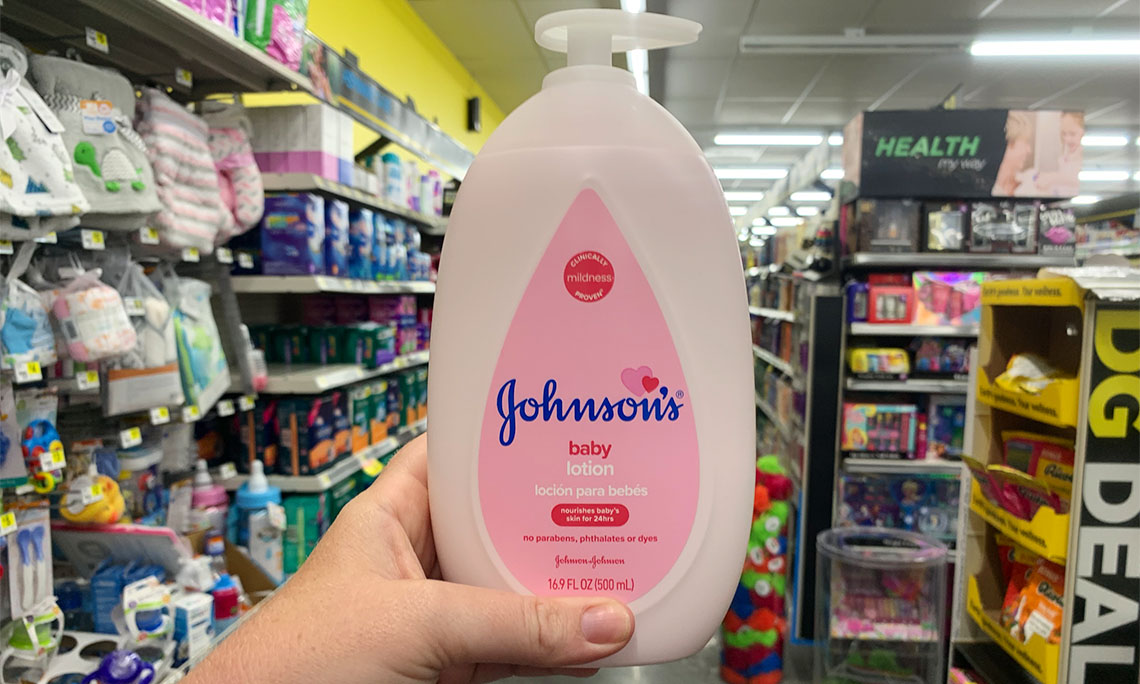 CLINICALLY
mildness
PROVEN
Johnson's®
baby
lotion
loción para bebés
nourishes baby's
skin for 24hrs
no parabens, phthalates or dyes
Johnson & Johnson
16.9 FL OZ (500 mL)
HEALTH
my way
DG DEAL